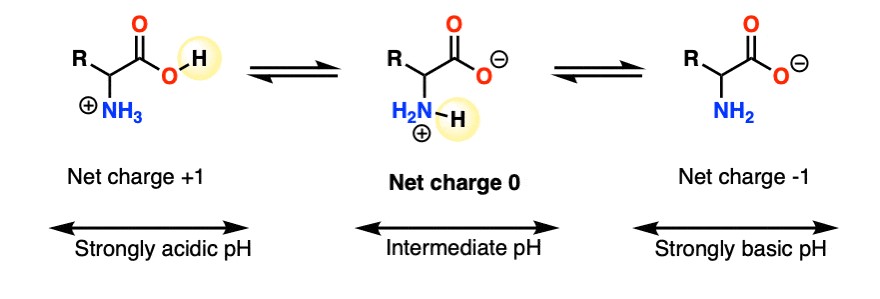 O
R
O
H
⊕ NH3
O
R
O ⊖
H2N
H
⊕
O
R
O ⊖
NH2
Net charge +1
Net charge 0
Net charge -1
Strongly acidic pH
Intermediate pH
Strongly basic pH